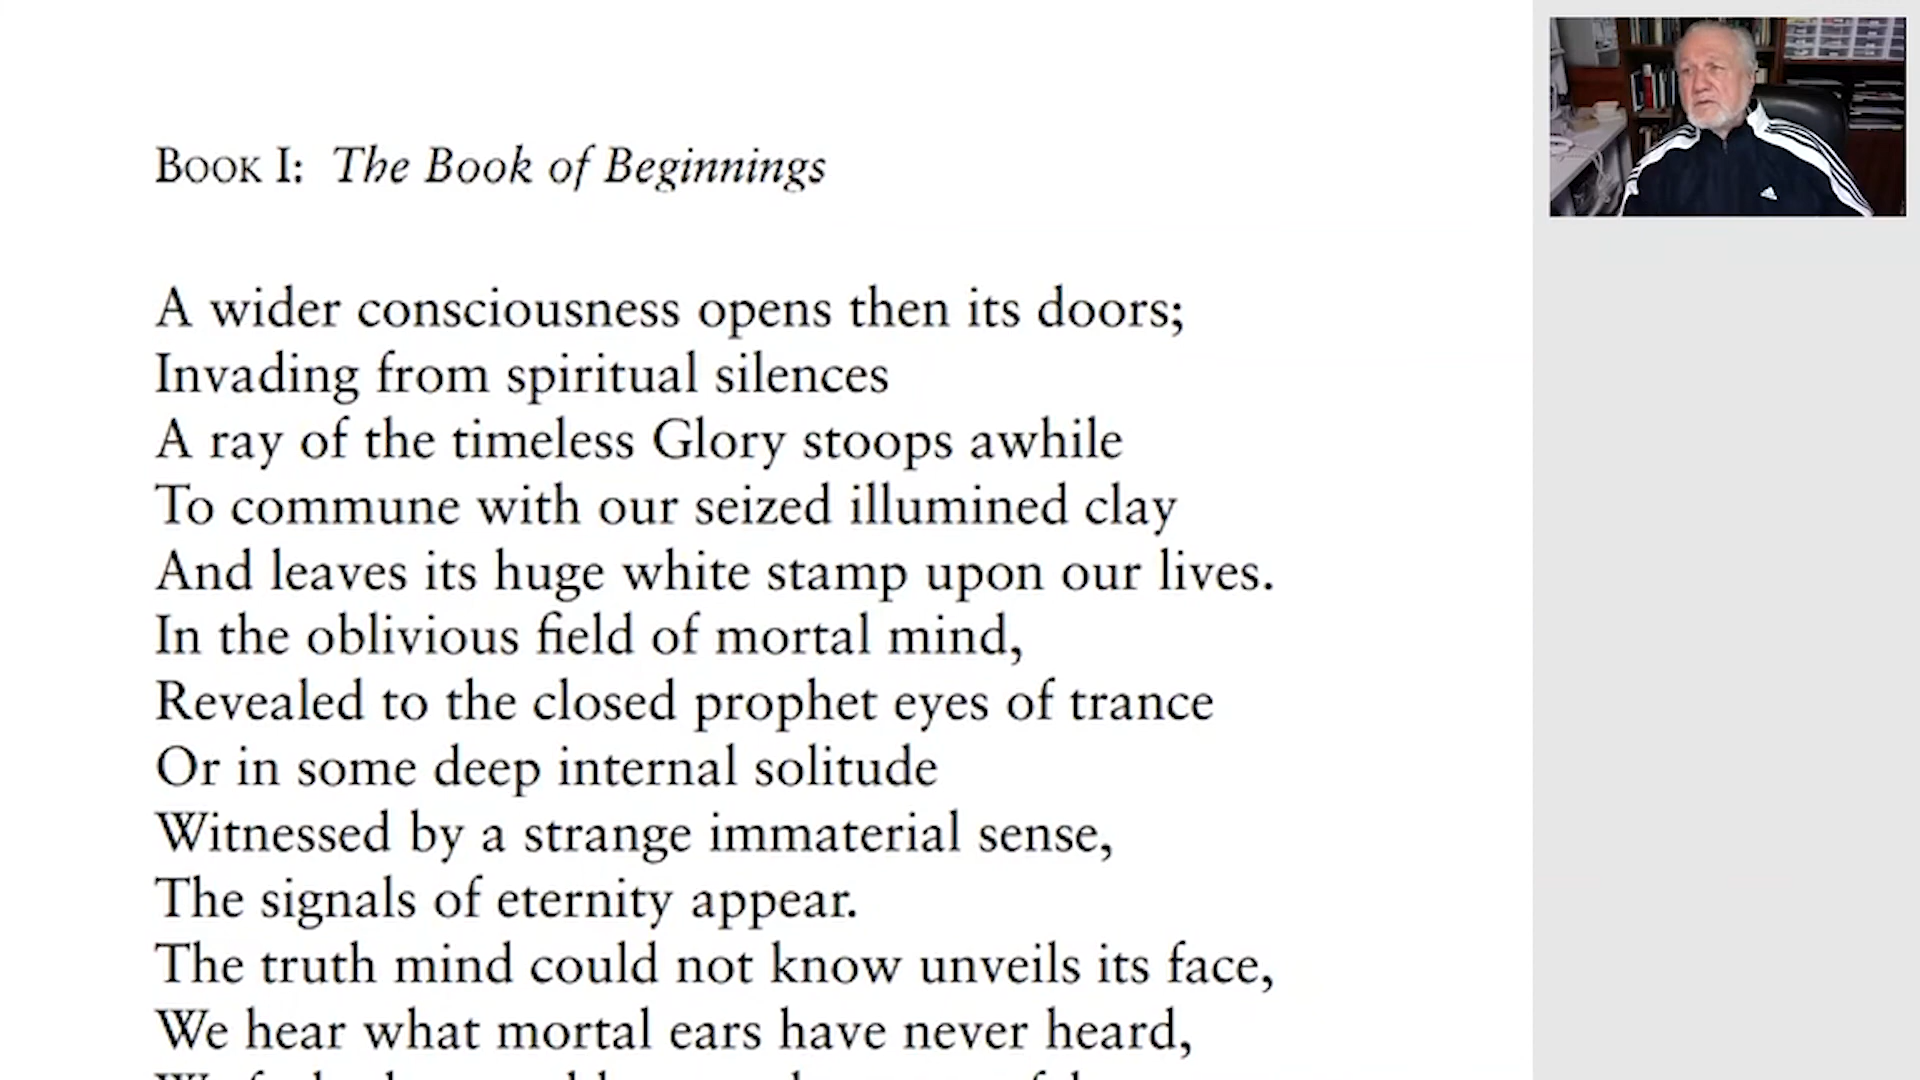 BOOK I: The Book of Beginnings
A wider consciousness opens then its doors;
Invading from spiritual silences
A ray of the timeless Glory stoops awhile
To commune with our seized illumined clay
And leaves its huge white stamp upon our lives.
In the oblivious field of mortal mind,
Revealed to the closed prophet eyes of trance
Or in some deep internal solitude
Witnessed by a strange immaterial sense,
The signals of eternity appear.
The truth mind could not know unveils its face,
We hear what mortal ears have never heard,